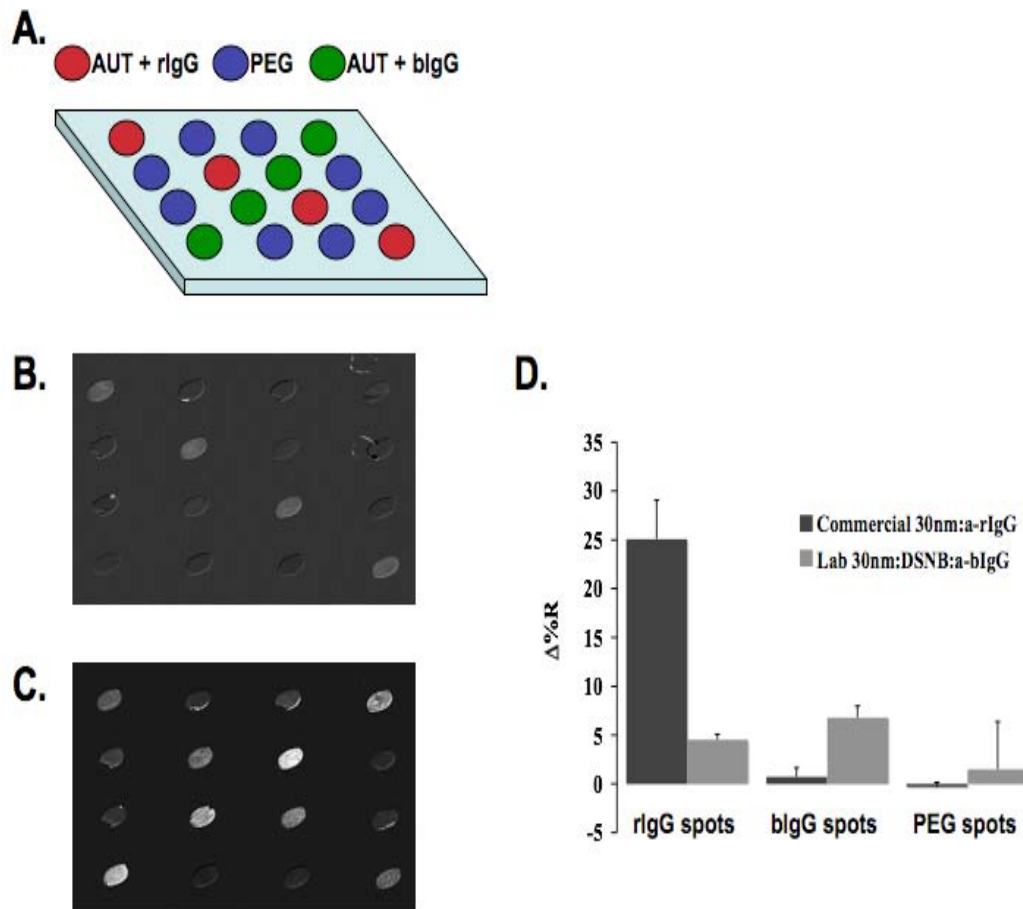 A.
AUT + rIgG PEG AUT + bIgG
B.
C.
D.
35
30
25
20
15
10
5
0
-5
Δ%R
Commercial 30nm:a-rIgG
Lab 30nm:DSNB:a-bIgG
rIgG spots bIgG spots PEG spots